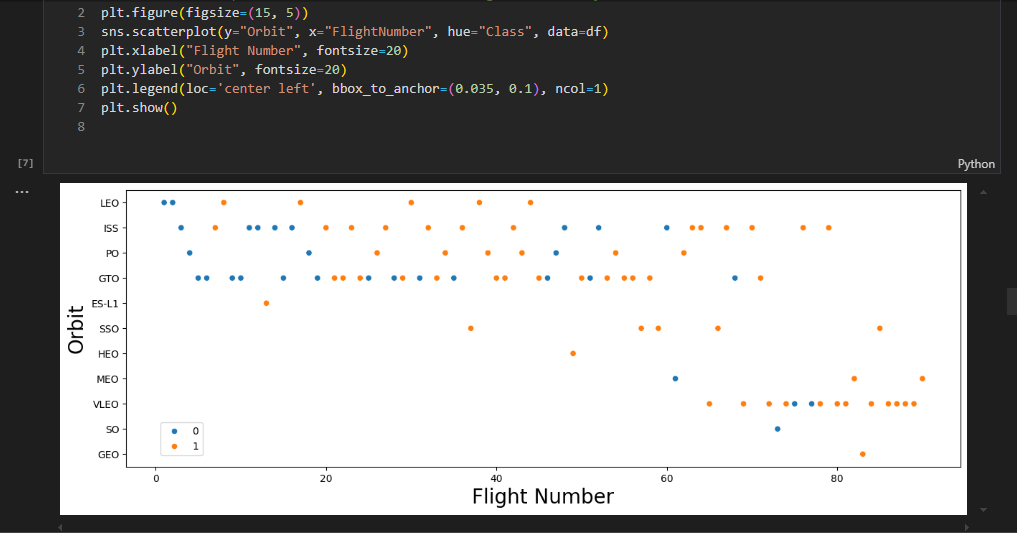 2 plt.figure(figsize=(15, 5))
3 sns.scatterplot(y="Orbit", x="FlightNumber", hue="Class", data=df)
4 plt.xlabel("Flight Number", fontsize=20)
5 plt.ylabel("Orbit", fontsize=20)
6 plt.legend(loc='center left', bbox_to_anchor=(0.035, 0.1), ncol=1)
7 plt.show()
8
[7]
Python
...
LEO
ISS
PO
GTO
ES-L1
SSO
HEO
MEO
VLEO
SO
GEO
Orbit
0
1
0 20 40 60 80
Flight Number